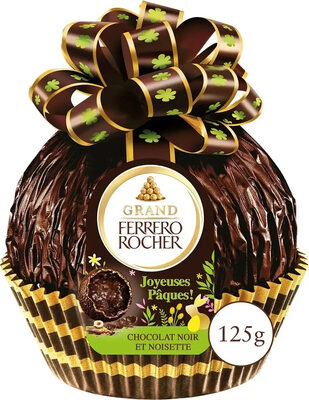 GRAND
FERRERO
ROCHER
Joyeuses
Pâques!
CHOCOLAT NOIR
ET NOISETTE
125g